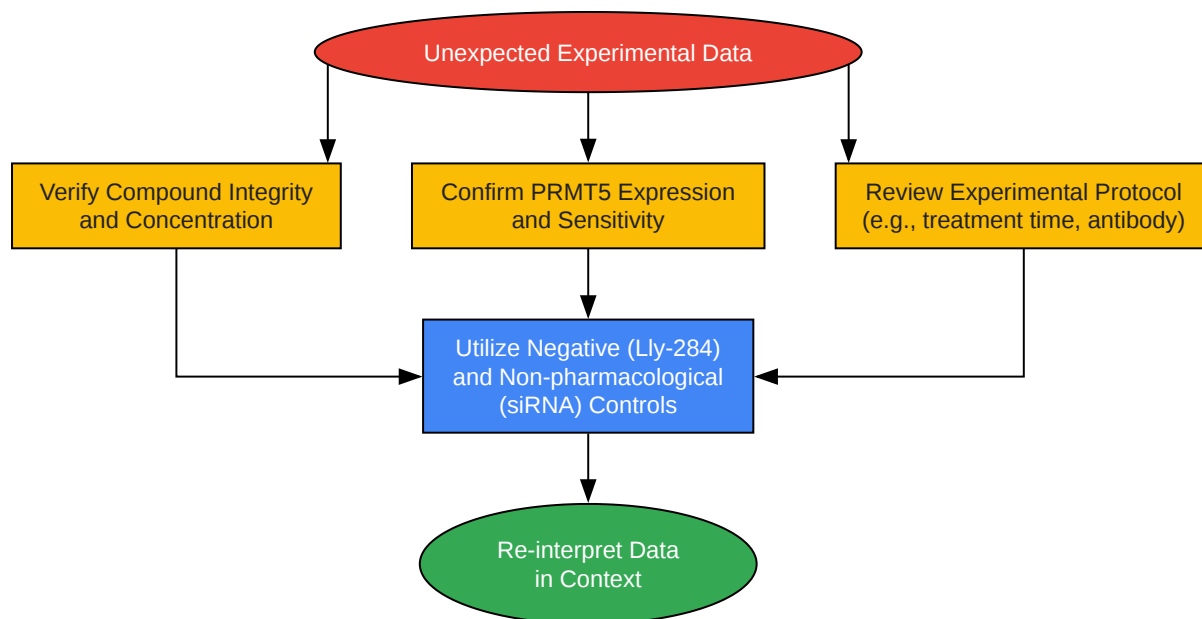 Unexpected Experimental Data
Verify Compound Integrity
and Concentration
Confirm PRMT5 Expression
and Sensitivity
Review Experimental Protocol
(e.g., treatment time, antibody)
Utilize Negative (Lly-284)
and Non-pharmacological
(siRNA) Controls
Re-interpret Data
in Context